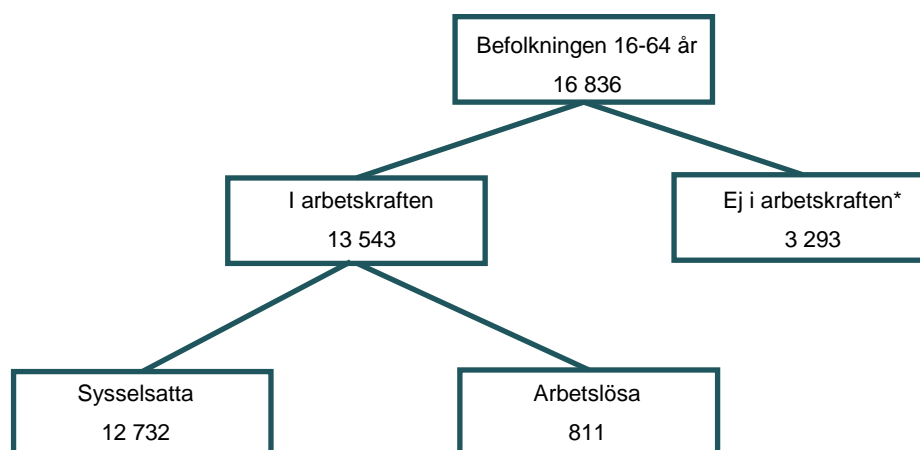 Befolkningen 16-64 år
16 836
I arbetskraften
13 543
Ej i arbetskraften*
3 293
Sysselsatta
12 732
Arbetslösa
811